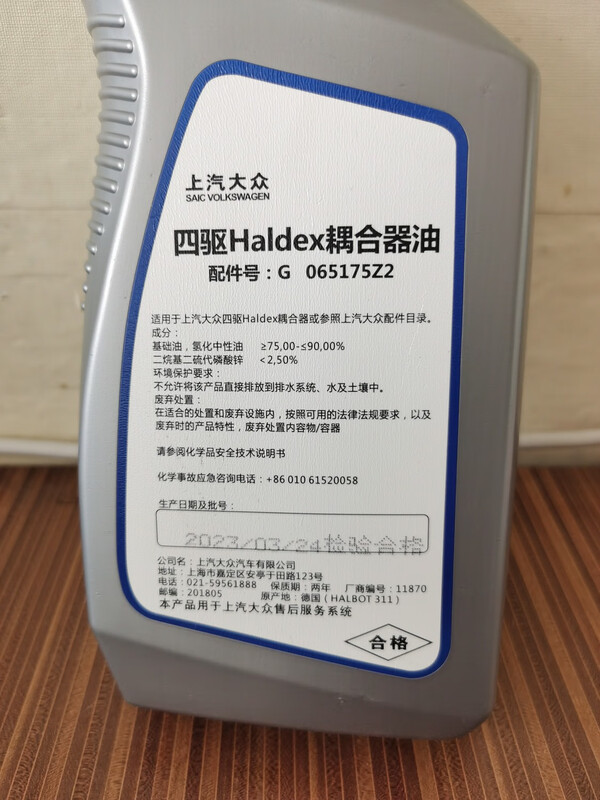 上汽大众
SAIC VOLKSWAGEN
四驱Haldex耦合器油
配件号：G 065175Z2
适用于上汽大众四驱Haldex耦合器或参照上汽大众配件目录。
成分：
基础油，氢化中性油 ≥75,00-≤90,00%
二烷基二硫代磷酸锌 <2,50%
环境保护要求：
不允许将该产品直接排放到排水系统、水及土壤中。
废弃处置：
在适合的处置和废弃设施内，按照可用的法律法规要求，以及
废弃时的产品特性，废弃处置内容物/容器
请参阅化学品安全技术说明书
化学事故应急咨询电话：+86 010 61520058
生产日期及批号：
2023/03/24检验合格
公司名：上汽大众汽车有限公司
地址：上海市嘉定区安亭于田路123号
电话：021-59561888 保质期：两年 厂商编号：11870
邮编：201805 原产地：德国（HALBOT 311）
本产品用于上汽大众售后服务系统
合格